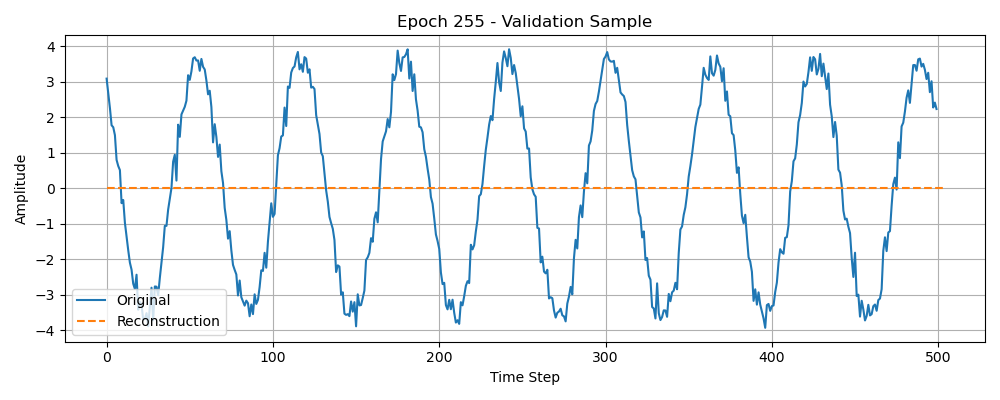 Epoch 255 - Validation Sample
Amplitude
4
3
2
1
0
−1
−2
−3
−4
Original
Reconstruction
0 100 200 300 400 500
Time Step